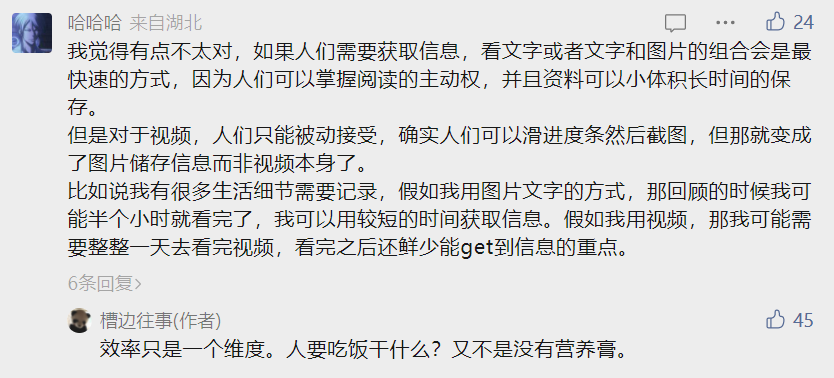 哈哈哈 来自湖北 24
我觉得有点不太对，如果人们需要获取信息，看文字或者文字和图片的组合会是最
快速的方式，因为人们可以掌握阅读的主动权，并且资料可以小体积长时间的保
存。
但是对于视频，人们只能被动接受，确实人们可以滑进度条然后截图，但那就变成
了图片储存信息而非视频本身了。
比如说我有很多生活细节需要记录，假如我用图片文字的方式，那回顾的时候我可
能半个小时就看完了，我可以用较短的时间获取信息。假如我用视频，那我可能需
要整整一天去看完视频，看完之后还鲜少能get到信息的重点。
6条回复>
槽边往事(作者) 45
效率只是一个维度。人要吃饭干什么？又不是没有营养膏。